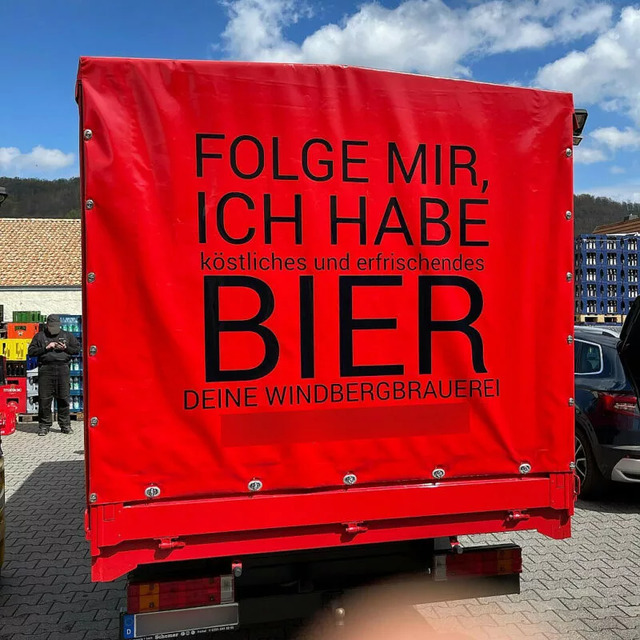 FOLGE MIR,
ICH HABE
köstliches und erfrischendes
BIER
DEINE WINDBERGBRAUEREI
D